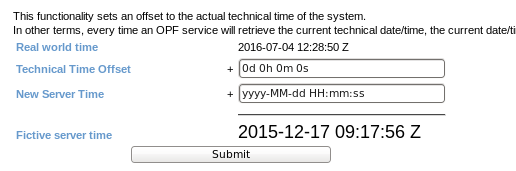 This functionality sets an offset to the actual technical time of the system.
In other terms, every time an OPF service will retrieve the current technical date/time, the current date/ti
Real world time 2016-07-04 12:28:50 Z
Technical Time Offset + 0d 0h 0m 0s
New Server Time + yyyy-MM-dd HH:mm:ss
Fictive server time 2015-12-17 09:17:56 Z
Submit